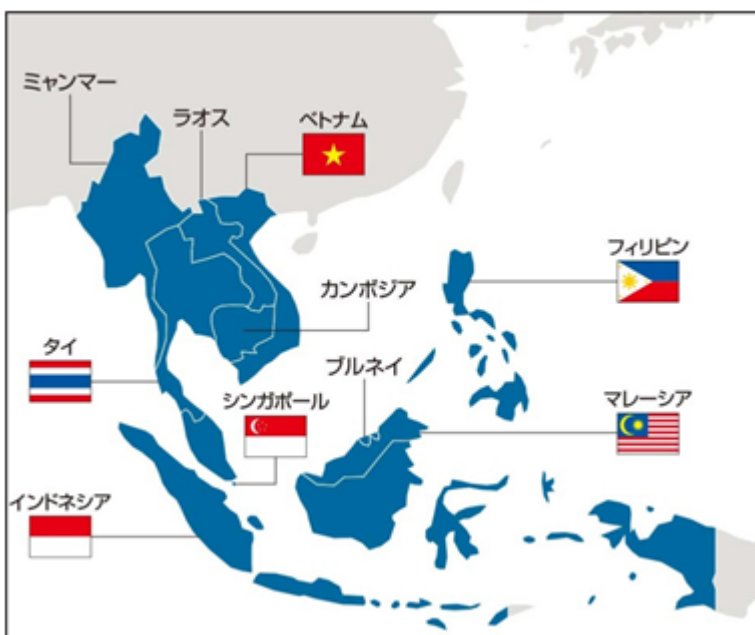 ミャンマー
ラオス
ベトナム
フィリピン
カンボジア
タイ
ブルネイ
シンガポール
マレーシア
インドネシア